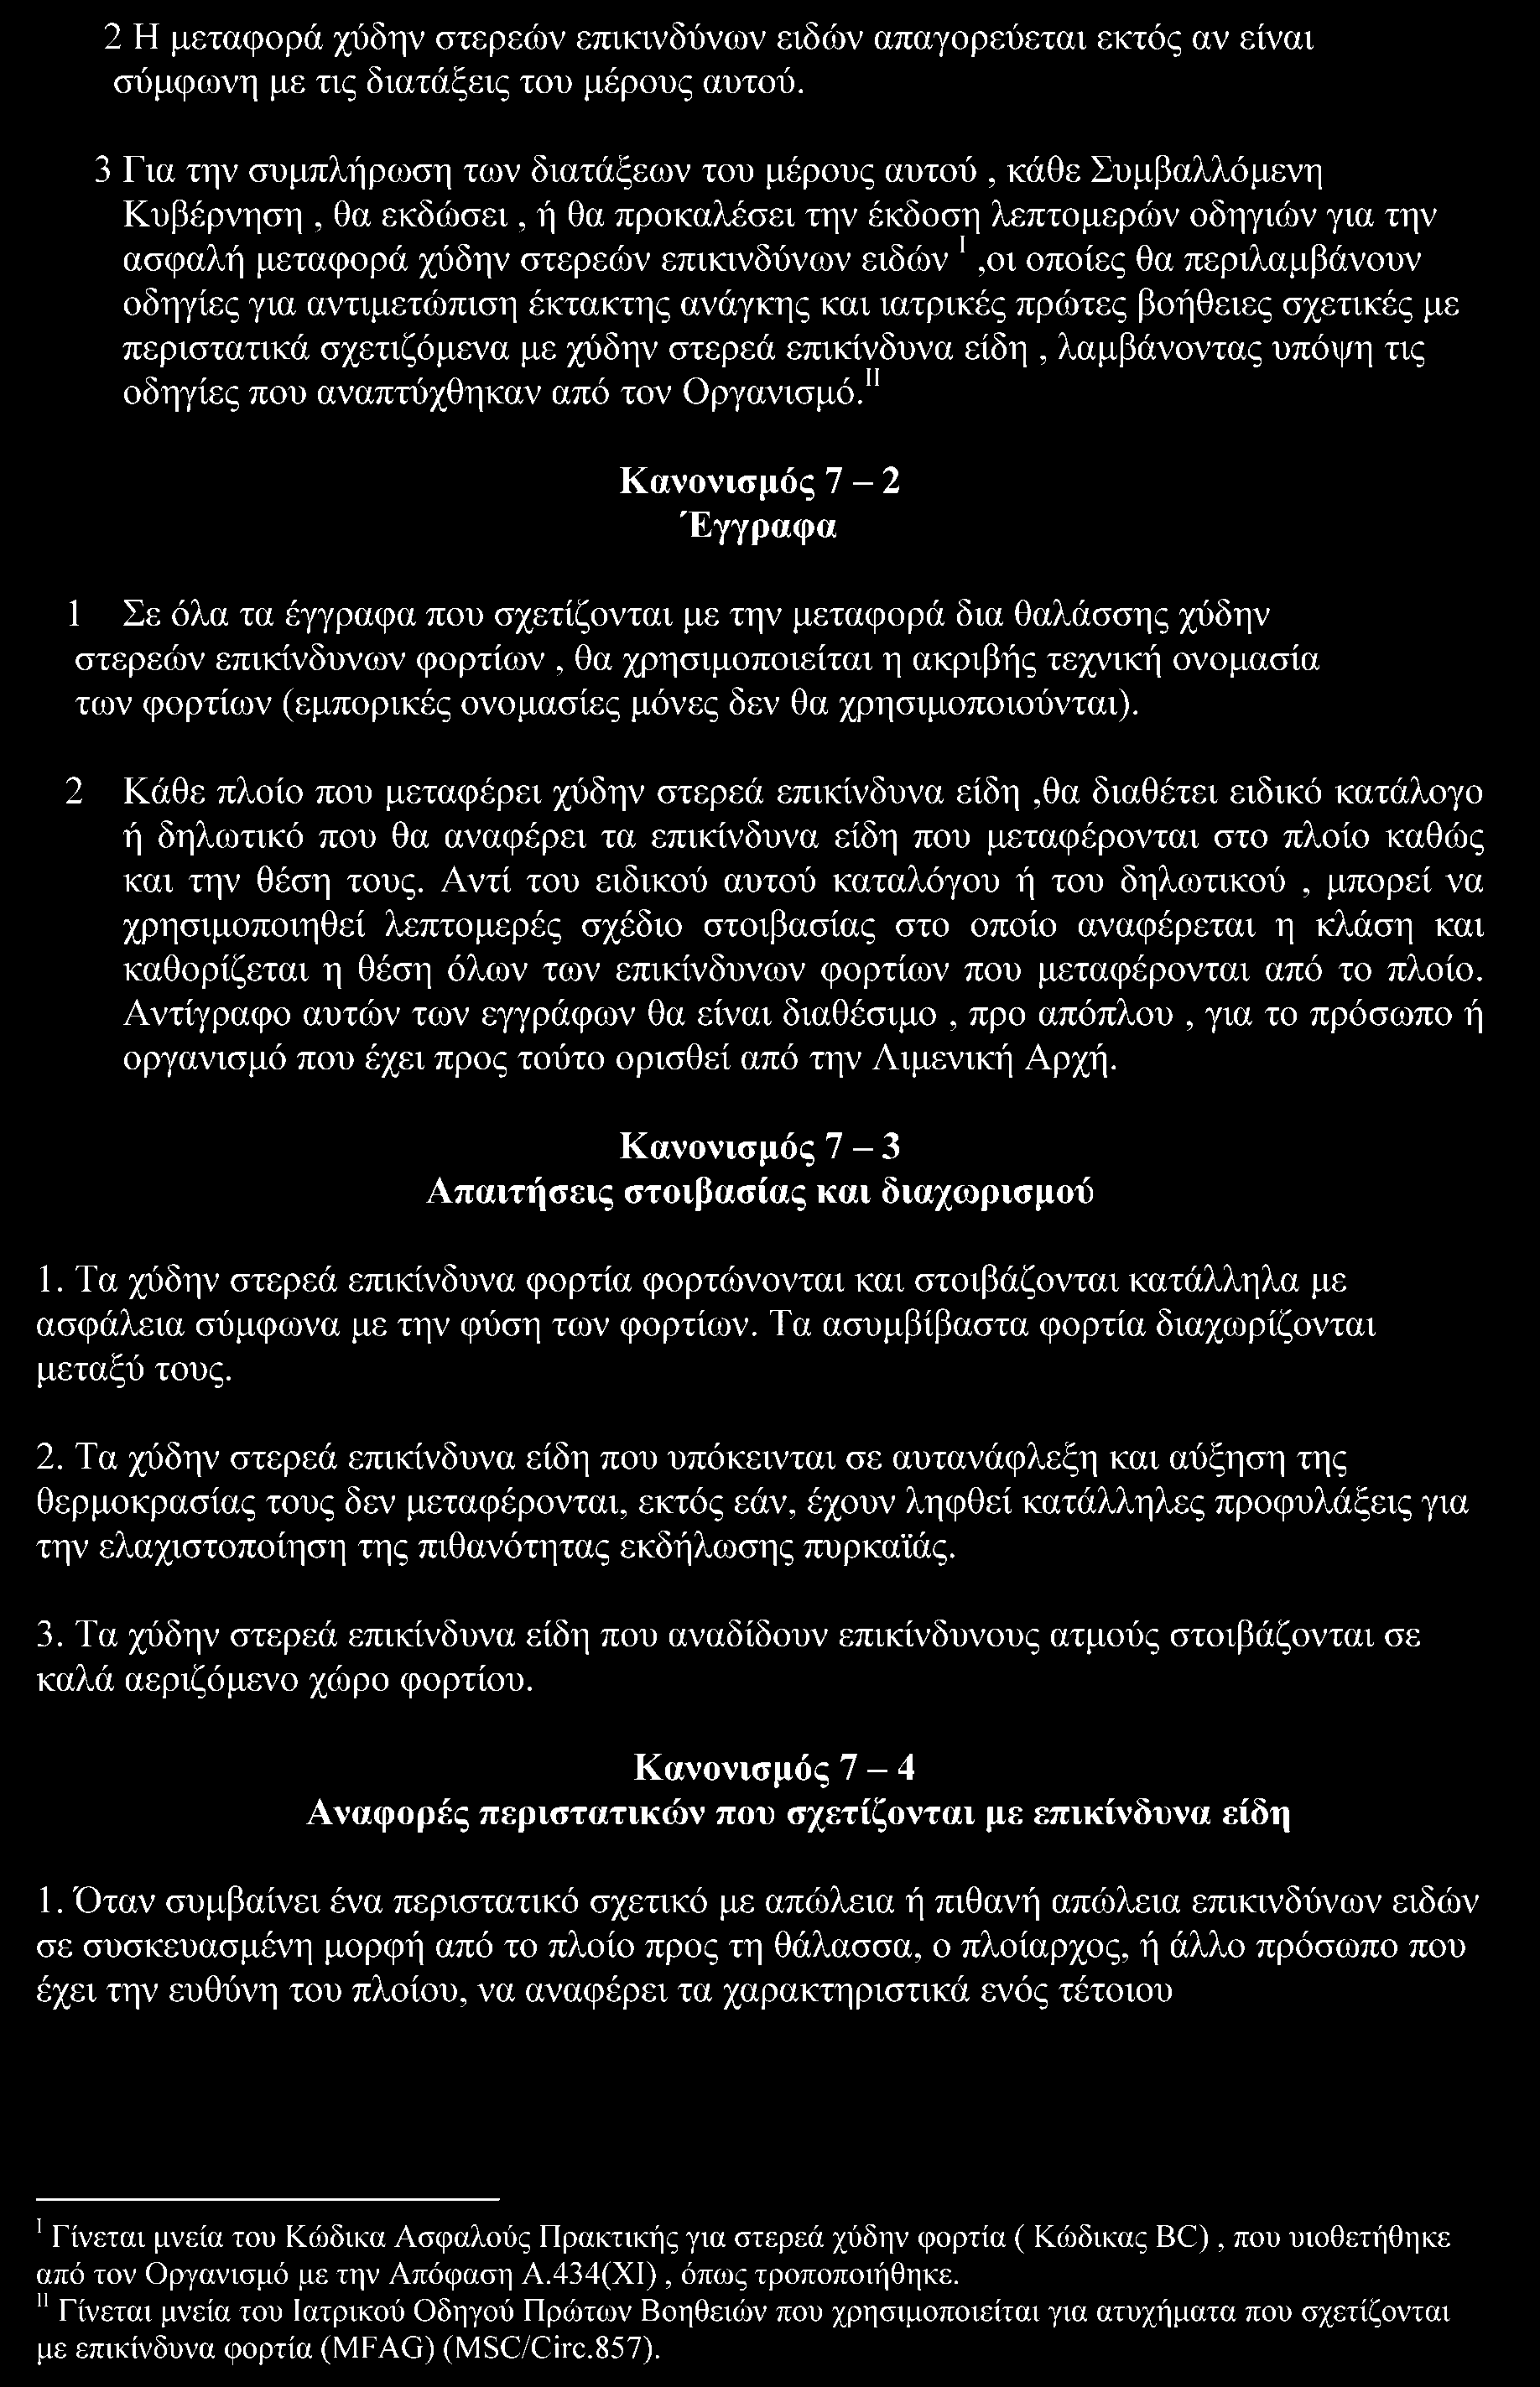 2 Η μεταφορά χύδην στερεών επικινδύνων ειδών απαγορεύεται εκτός αν είναι
σύμφωνη με τις διατάξεις του μέρους αυτού.
3 Για την συμπλήρωση των διατάξεων του μέρους αυτού , κάθε Συμβαλλόμενη
Κυβέρνηση , θα εκδώσει , ή θα προκαλέσει την έκδοση λεπτομερών οδηγιών για την
ασφαλή μεταφορά χύδην στερεών επικινδύνων ειδών I ,οι οποίες θα περιλαμβάνουν
οδηγίες για αντιμετώπιση έκτακτης ανάγκης και ιατρικές πρώτες βοήθειες σχετικές με
περιστατικά σχετιζόμενα με χύδην στερεά επικίνδυνα είδη , λαμβάνοντας υπόψη τις
οδηγίες που αναπτύχθηκαν από τον Οργανισμό.II
Κανονισμός 7 – 2
Έγγραφα
1 Σε όλα τα έγγραφα που σχετίζονται με την μεταφορά δια θαλάσσης χύδην
στερεών επικίνδυνων φορτίων , θα χρησιμοποιείται η ακριβής τεχνική ονομασία
των φορτίων (εμπορικές ονομασίες μόνες δεν θα χρησιμοποιούνται).
2 Κάθε πλοίο που μεταφέρει χύδην στερεά επικίνδυνα είδη ,θα διαθέτει ειδικό κατάλογο
ή δηλωτικό που θα αναφέρει τα επικίνδυνα είδη που μεταφέρονται στο πλοίο καθώς
και την θέση τους. Αντί του ειδικού αυτού καταλόγου ή του δηλωτικού , μπορεί να
χρησιμοποιηθεί λεπτομερές σχέδιο στοιβασίας στο οποίο αναφέρεται η κλάση και
καθορίζεται η θέση όλων των επικίνδυνων φορτίων που μεταφέρονται από το πλοίο.
Αντίγραφο αυτών των εγγράφων θα είναι διαθέσιμο , προ απόπλου , για το πρόσωπο ή
οργανισμό που έχει προς τούτο ορισθεί από την Λιμενική Αρχή.
Κανονισμός 7 – 3
Απαιτήσεις στοιβασίας και διαχωρισμού
1. Τα χύδην στερεά επικίνδυνα φορτία φορτώνονται και στοιβάζονται κατάλληλα με
ασφάλεια σύμφωνα με την φύση των φορτίων. Τα ασυμβίβαστα φορτία διαχωρίζονται
μεταξύ τους.
2. Τα χύδην στερεά επικίνδυνα είδη που υπόκεινται σε αυτανάφλεξη και αύξηση της
θερμοκρασίας τους δεν μεταφέρονται, εκτός εάν, έχουν ληφθεί κατάλληλες προφυλάξεις για
την ελαχιστοποίηση της πιθανότητας εκδήλωσης πυρκαϊάς.
3. Τα χύδην στερεά επικίνδυνα είδη που αναδίδουν επικίνδυνους ατμούς στοιβάζονται σε
καλά αεριζόμενο χώρο φορτίου.
Κανονισμός 7 – 4
Αναφορές περιστατικών που σχετίζονται με επικίνδυνα είδη
1. Όταν συμβαίνει ένα περιστατικό σχετικό με απώλεια ή πιθανή απώλεια επικινδύνων ειδών
σε συσκευασμένη μορφή από το πλοίο προς τη θάλασσα, ο πλοίαρχος, ή άλλο πρόσωπο που
έχει την ευθύνη του πλοίου, να αναφέρει τα χαρακτηριστικά ενός τέτοιου
I Γίνεται μνεία του Κώδικα Ασφαλούς Πρακτικής για στερεά χύδην φορτία ( Κώδικας BC) , που υιοθετήθηκε
από τον Οργανισμό με την Απόφαση Α.434(XI) , όπως τροποποιήθηκε.
II Γίνεται μνεία του Ιατρικού Οδηγού Πρώτων Βοηθειών που χρησιμοποιείται για ατυχήματα που σχετίζονται
με επικίνδυνα φορτία (MFAG) (MSC/Circ.857).